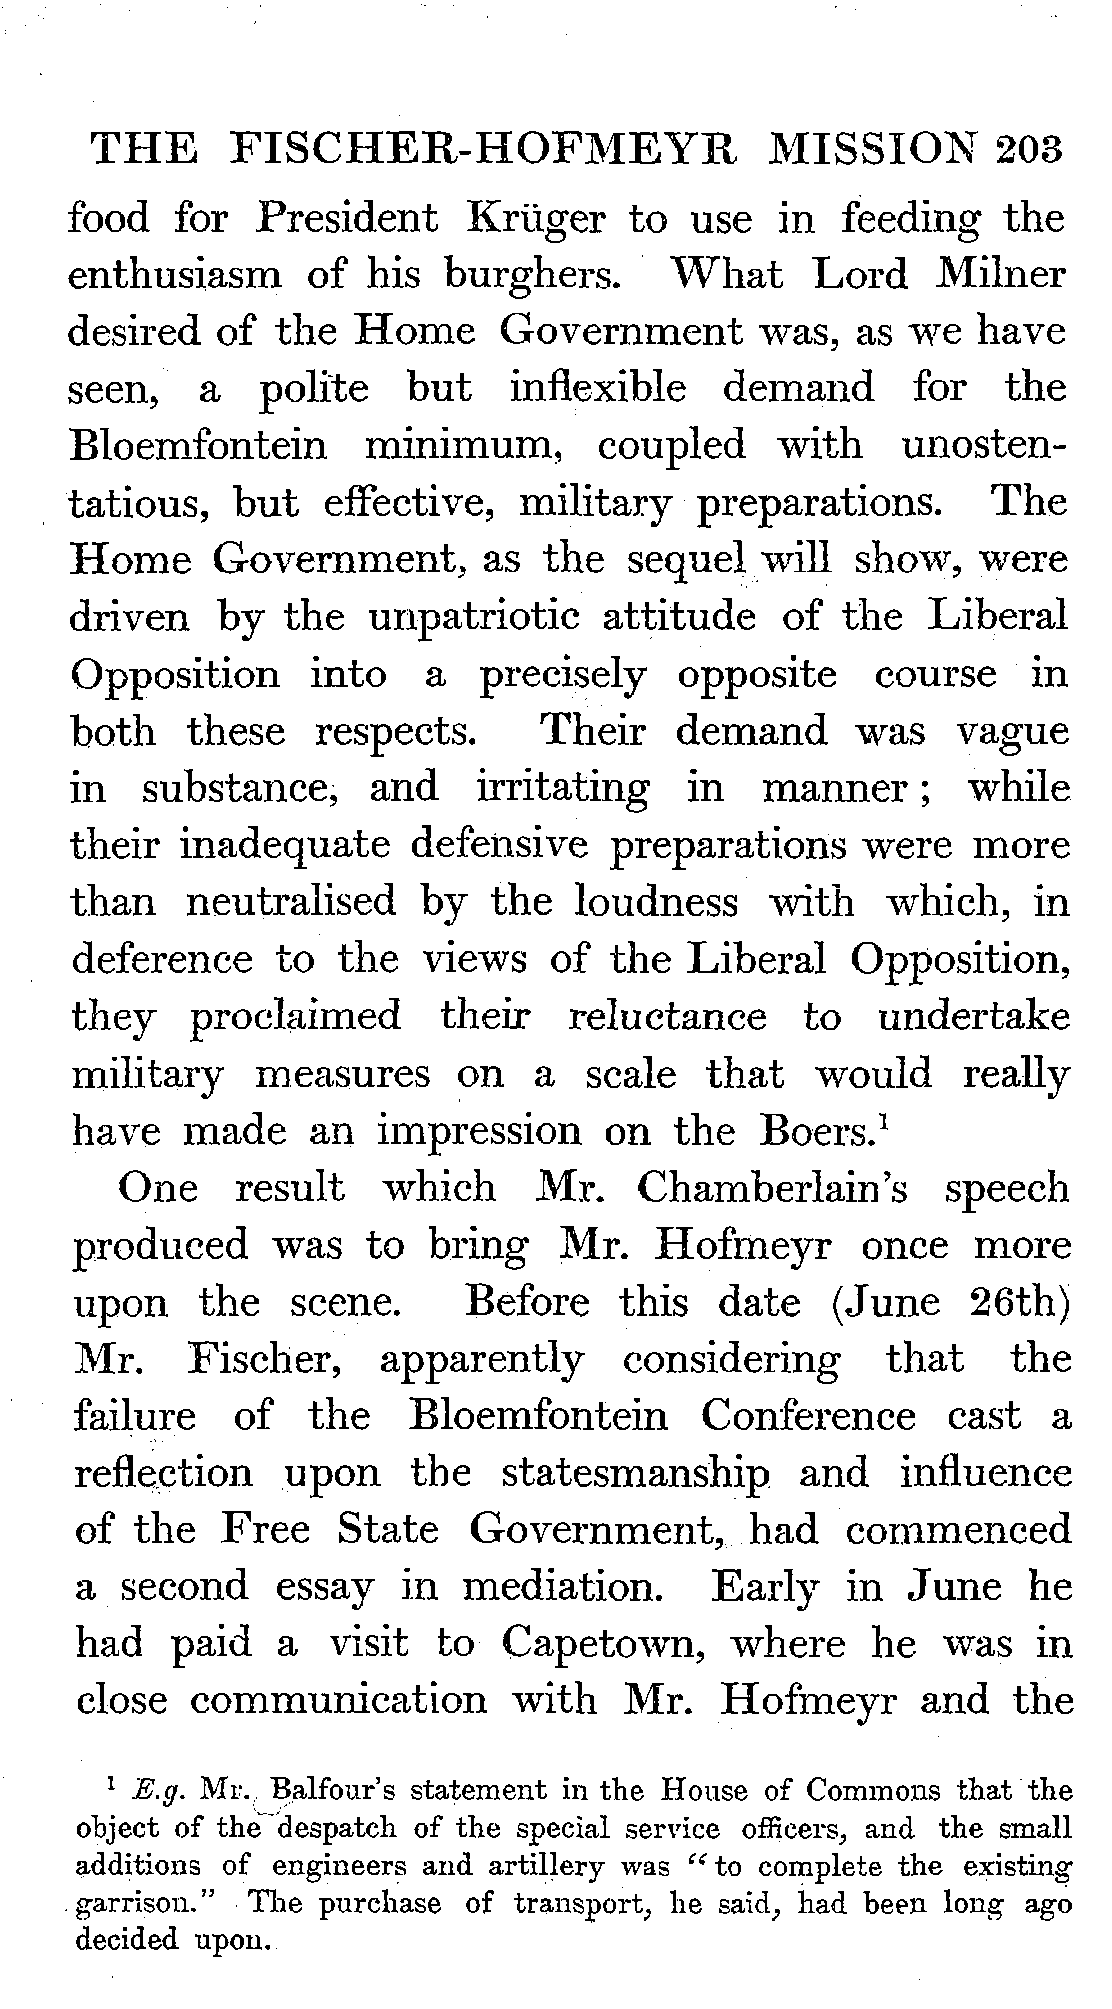 THE FISCHER-HOFMEYR MISSION 203
food for President Krüger to use in feeding the
enthusiasm of his burghers. What Lord Milner
desired of the Home Government was, as we have
seen, a polite but inflexible demand for the
Bloemfontein minimum, coupled with unosten-
tatious, but effective, military preparations. The
Home Government, as the sequel will show, were
driven by the unpatriotic attitude of the Liberal
Opposition into a precisely opposite course in
both these respects. Their demand was vague
in substance, and irritating in manner; while
their inadequate defensive preparations were more
than neutralised by the loudness with which, in
deference to the views of the Liberal Opposition,
they proclaimed their reluctance to undertake
military measures on a scale that would really
have made an impression on the Boers.¹
One result which Mr. Chamberlain's speech
produced was to bring Mr. Hofmeyr once more
upon the scene. Before this date (June 26th)
Mr. Fischer, apparently considering that the
failure of the Bloemfontein Conference cast a
reflection upon the statesmanship and influence
of the Free State Government, had commenced
a second essay in mediation. Early in June he
had paid a visit to Capetown, where he was in
close communication with Mr. Hofmeyr and the
¹ E.g. Mr. Balfour's statement in the House of Commons that the
object of the despatch of the special service officers, and the small
additions of engineers and artillery was “to complete the existing
garrison.” The purchase of transport, he said, had been long ago
decided upon.